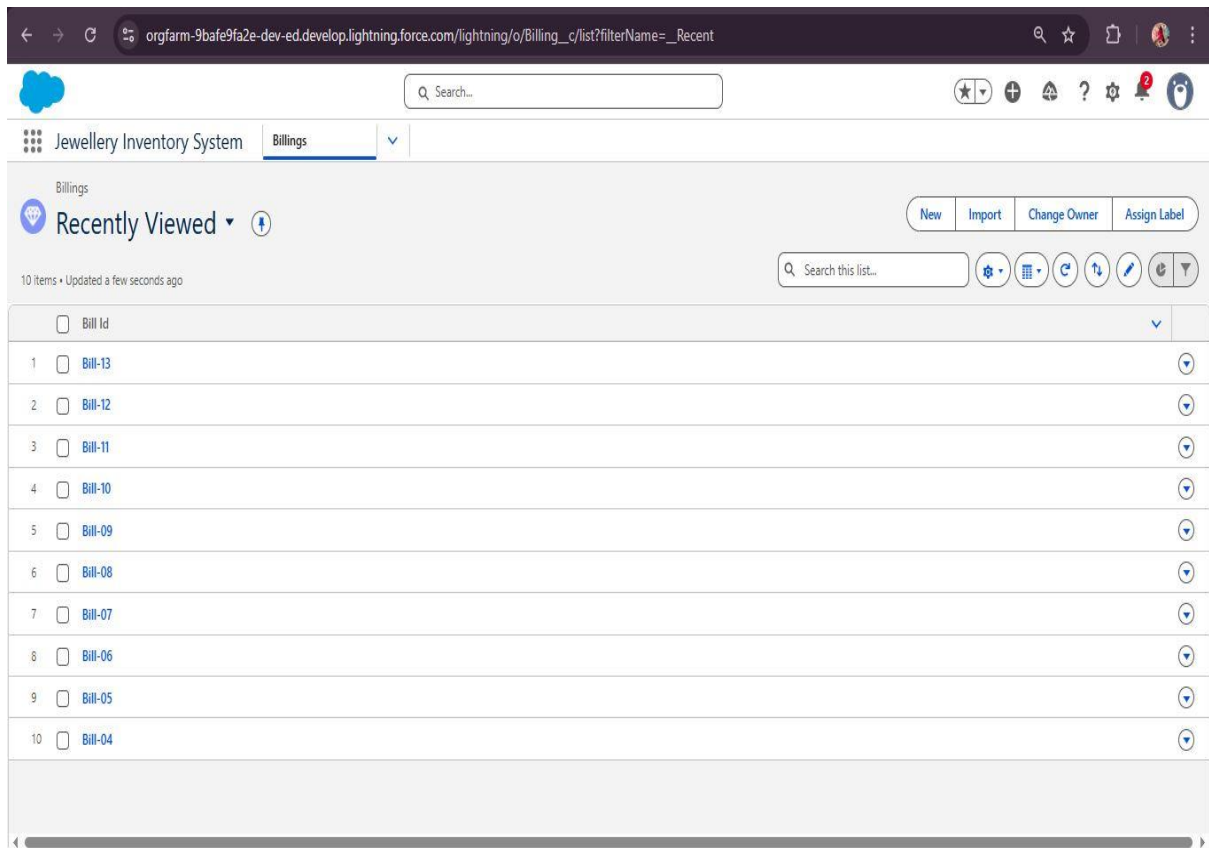 orgfarm-9bafe9fa2e-dev-ed.develop.lightning.force.com/lightning/o/Billing__c/list?filterName=__Recent
Search...
2
Jewellery Inventory System Billings
Billings
Recently Viewed
New Import Change Owner Assign Label
10 items • Updated a few seconds ago
Search this list...
Bill Id
1 Bill-13
2 Bill-12
3 Bill-11
4 Bill-10
5 Bill-09
6 Bill-08
7 Bill-07
8 Bill-06
9 Bill-05
10 Bill-04